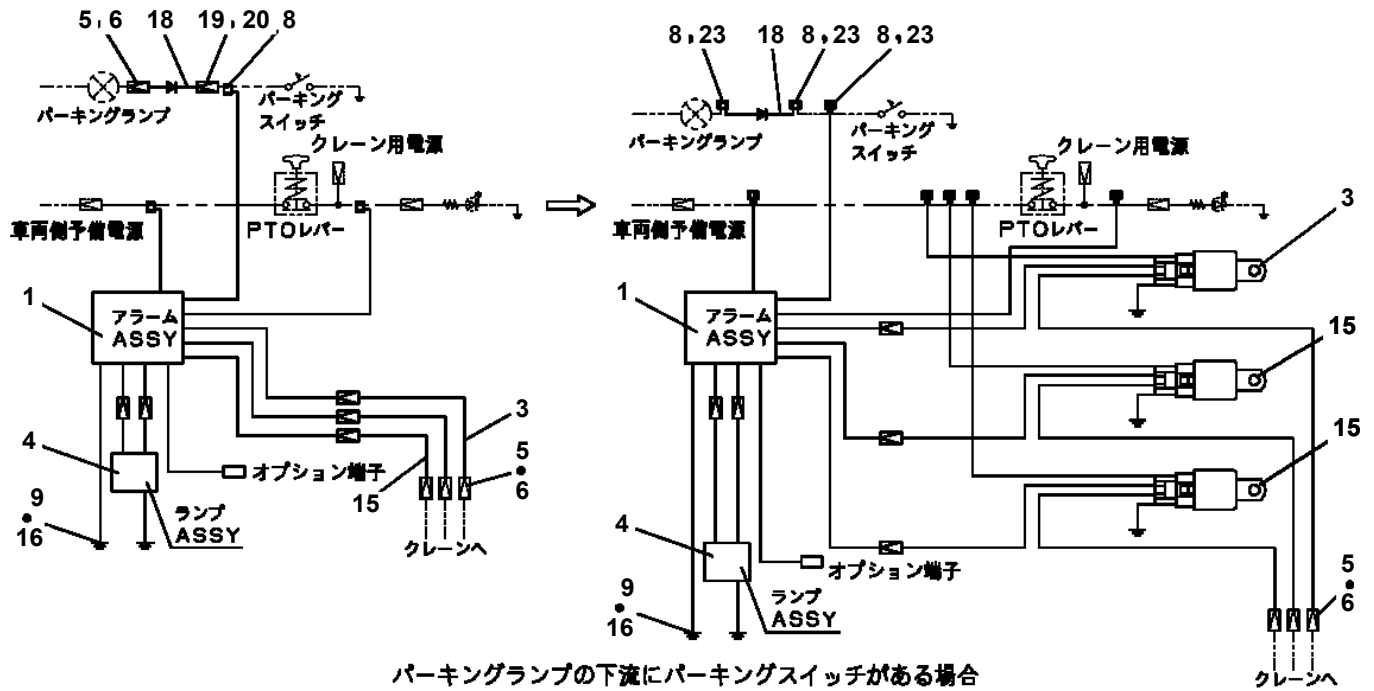 5,6 18 19,20,8
パーキングランプ
パーキング
スイッチ
クレーン用電源
車両側予備電源
PTOレバー
1
アラーム
ASSY
3
4
オプション端子
15
5
•
6
9
•
16
ランプ
ASSY
クレーンへ
8,23 18 8,23 8,23
パーキングランプ
パーキング
スイッチ
クレーン用電源
車両側予備電源
PTOレバー
3
1
アラーム
ASSY
15
15
4
オプション端子
9
•
16
ランプ
ASSY
5
•
6
クレーンへ
パーキングランプの下流にパーキングスイッチがある場合